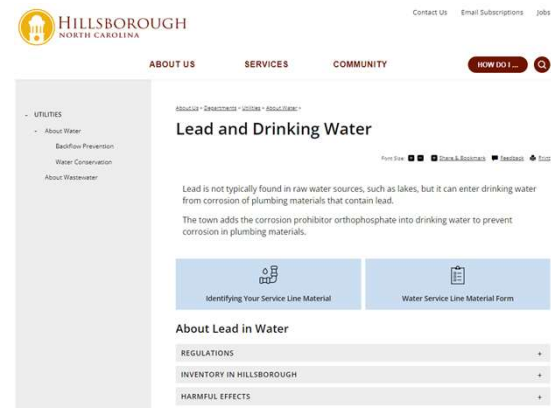 Contact Us Email Subscriptions Jobs
HILLSBOROUGH
NORTH CAROLINA
ABOUT US SERVICES COMMUNITY HOW DO I ...
- UTILITIES
- About Water
Backflow Prevention
Water Conservation
About Wastewater
About Us > Departments > Utilities > About Water >
Lead and Drinking Water
Font Size: + - + Share & Bookmark Feedback Print
Lead is not typically found in raw water sources, such as lakes, but it can enter drinking water
from corrosion of plumbing materials that contain lead.
The town adds the corrosion prohibitor orthophosphate into drinking water to prevent
corrosion in plumbing materials.
Identifying Your Service Line Material
Water Service Line Material Form
About Lead in Water
REGULATIONS +
INVENTORY IN HILLSBOROUGH +
HARMFUL EFFECTS +